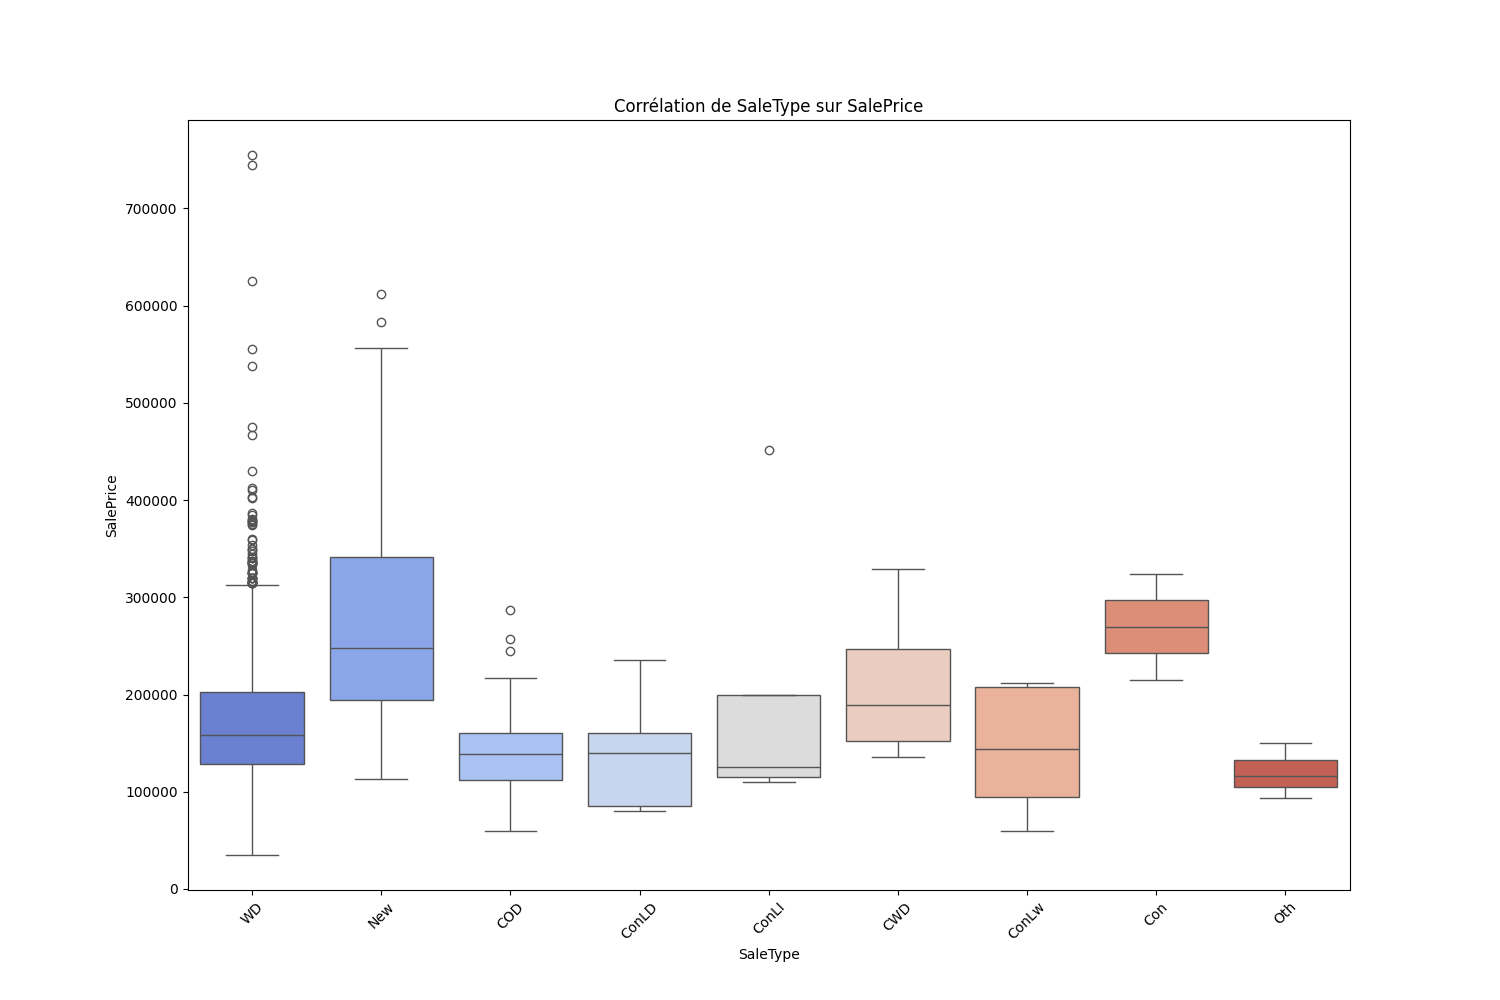 Corrélation de SaleType sur SalePrice
700000
600000
500000
400000
300000
200000
100000
0
SalePrice
WD
New
COD
ConLD
ConLI
CWD
ConLw
Con
Oth
SaleType